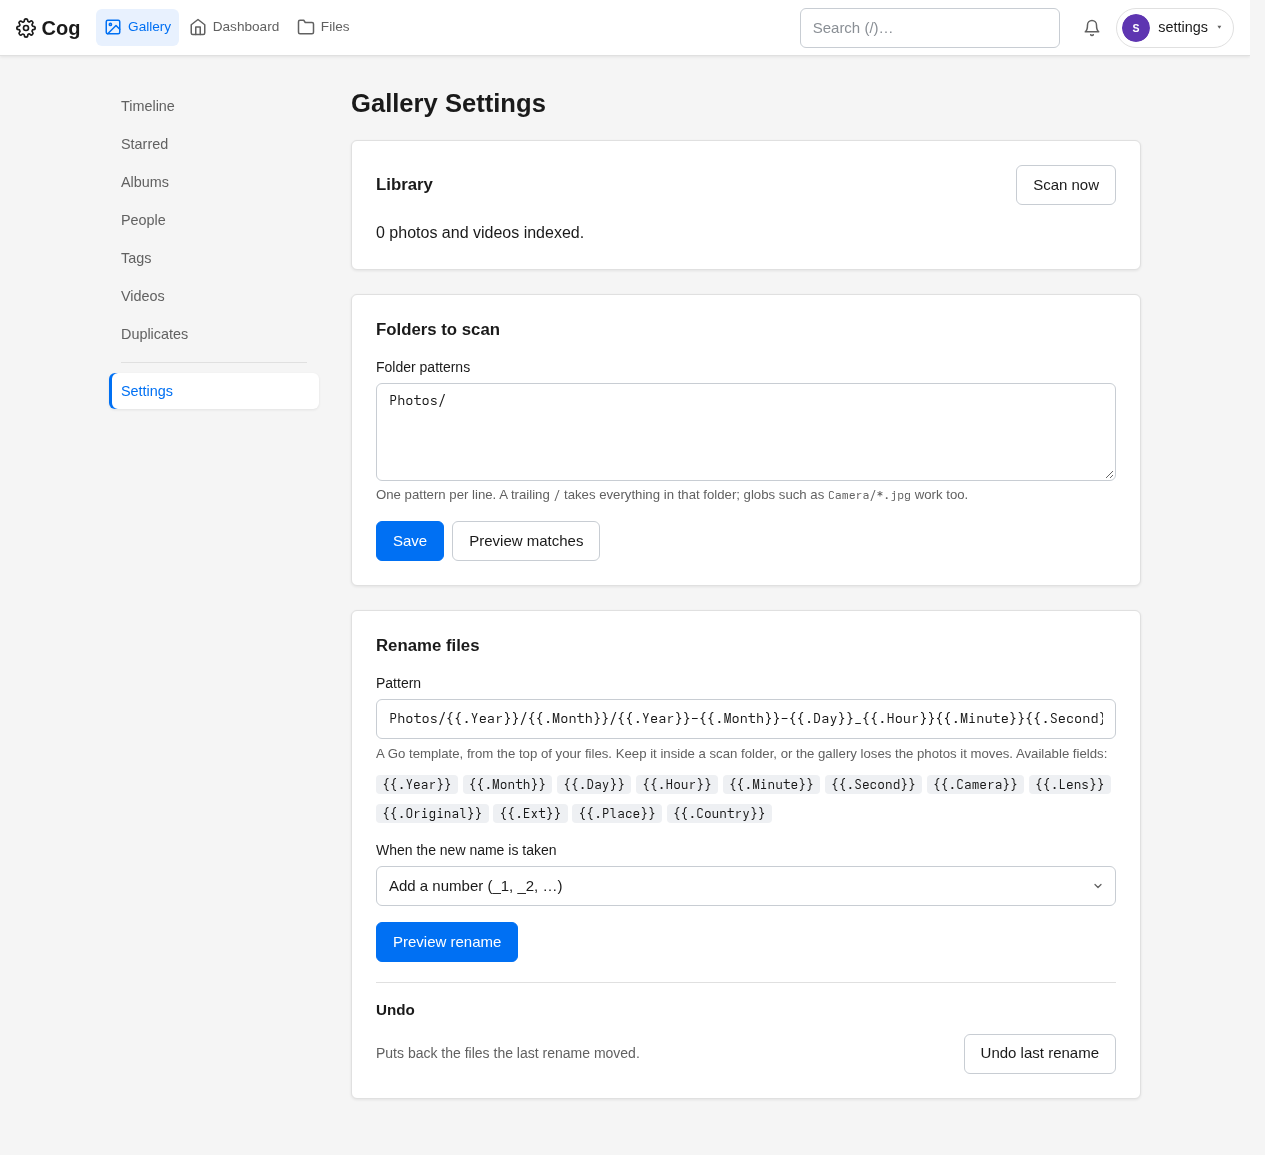 Cog
Gallery
Dashboard
Files
Search (/)…
S
settings
Timeline
Starred
Albums
People
Tags
Videos
Duplicates
Settings
Gallery Settings
Library
Scan now
0 photos and videos indexed.
Folders to scan
Folder patterns
Photos/
One pattern per line. A trailing / takes everything in that folder; globs such as Camera/*.jpg work too.
Save
Preview matches
Rename files
Pattern
Photos/{{.Year}}/{{.Month}}/{{.Year}}-{{.Month}}-{{.Day}}_{{.Hour}}{{.Minute}}{{.Second}
A Go template, from the top of your files. Keep it inside a scan folder, or the gallery loses the photos it moves. Available fields:
{{.Year}} {{.Month}} {{.Day}} {{.Hour}} {{.Minute}} {{.Second}} {{.Camera}} {{.Lens}}
{{.Original}} {{.Ext}} {{.Place}} {{.Country}}
When the new name is taken
Add a number (_1, _2, …)
Preview rename
Undo
Puts back the files the last rename moved.
Undo last rename